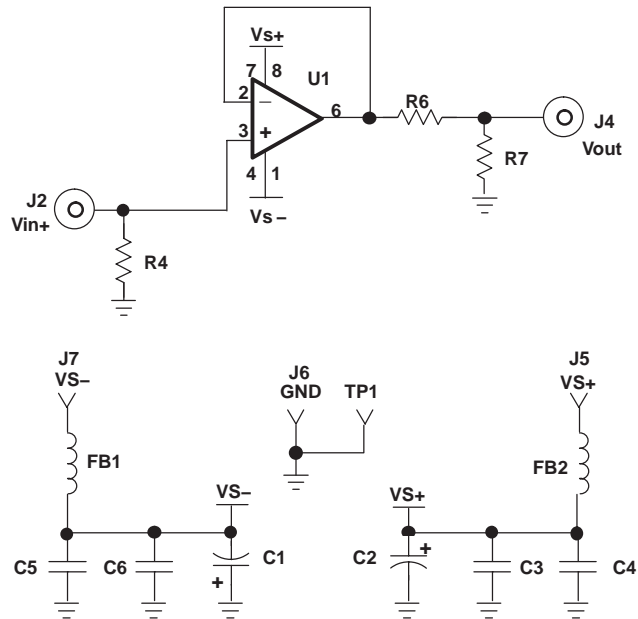 Vs+
7
8
U1
2
−
6
R6
J4
Vout
3
+
R7
4
1
Vs−
J2
Vin+
R4
J7
VS−
J6
GND
TP1
J5
VS+
FB1
FB2
VS−
VS+
C5
C6
C1
+
C2
+
C3
C4